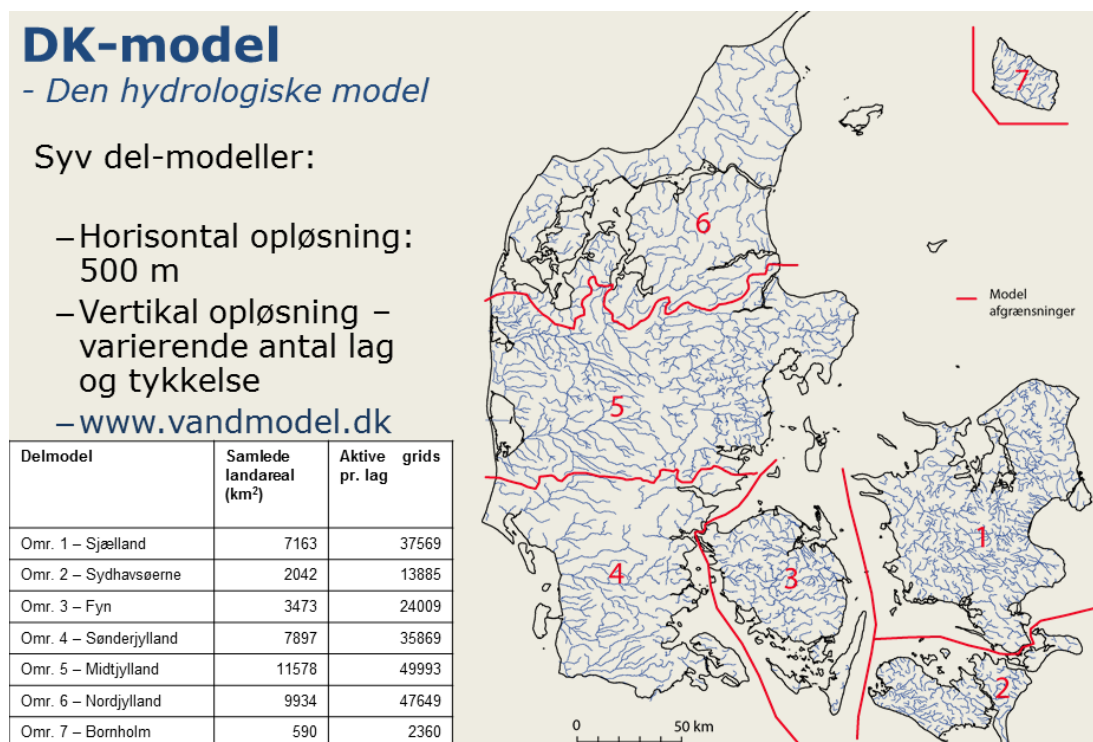 DK-model
- Den hydrologiske model
Syv del-modeller:
–Horisontal opløsning:
500 m
–Vertikal opløsning –
varierende antal lag
og tykkelse
–www.vandmodel.dk
Delmodel Samlede landareal (km²) Aktive grids pr. lag
Omr. 1 – Sjælland 7163 37569
Omr. 2 – Sydhavsøerne 2042 13885
Omr. 3 – Fyn 3473 24009
Omr. 4 – Sønderjylland 7897 35869
Omr. 5 – Midtjylland 11578 49993
Omr. 6 – Nordjylland 9934 47649
Omr. 7 – Bornholm 590 2360
7
6
Model
afgrænsninger
5
1
4
3
2
0 50 km